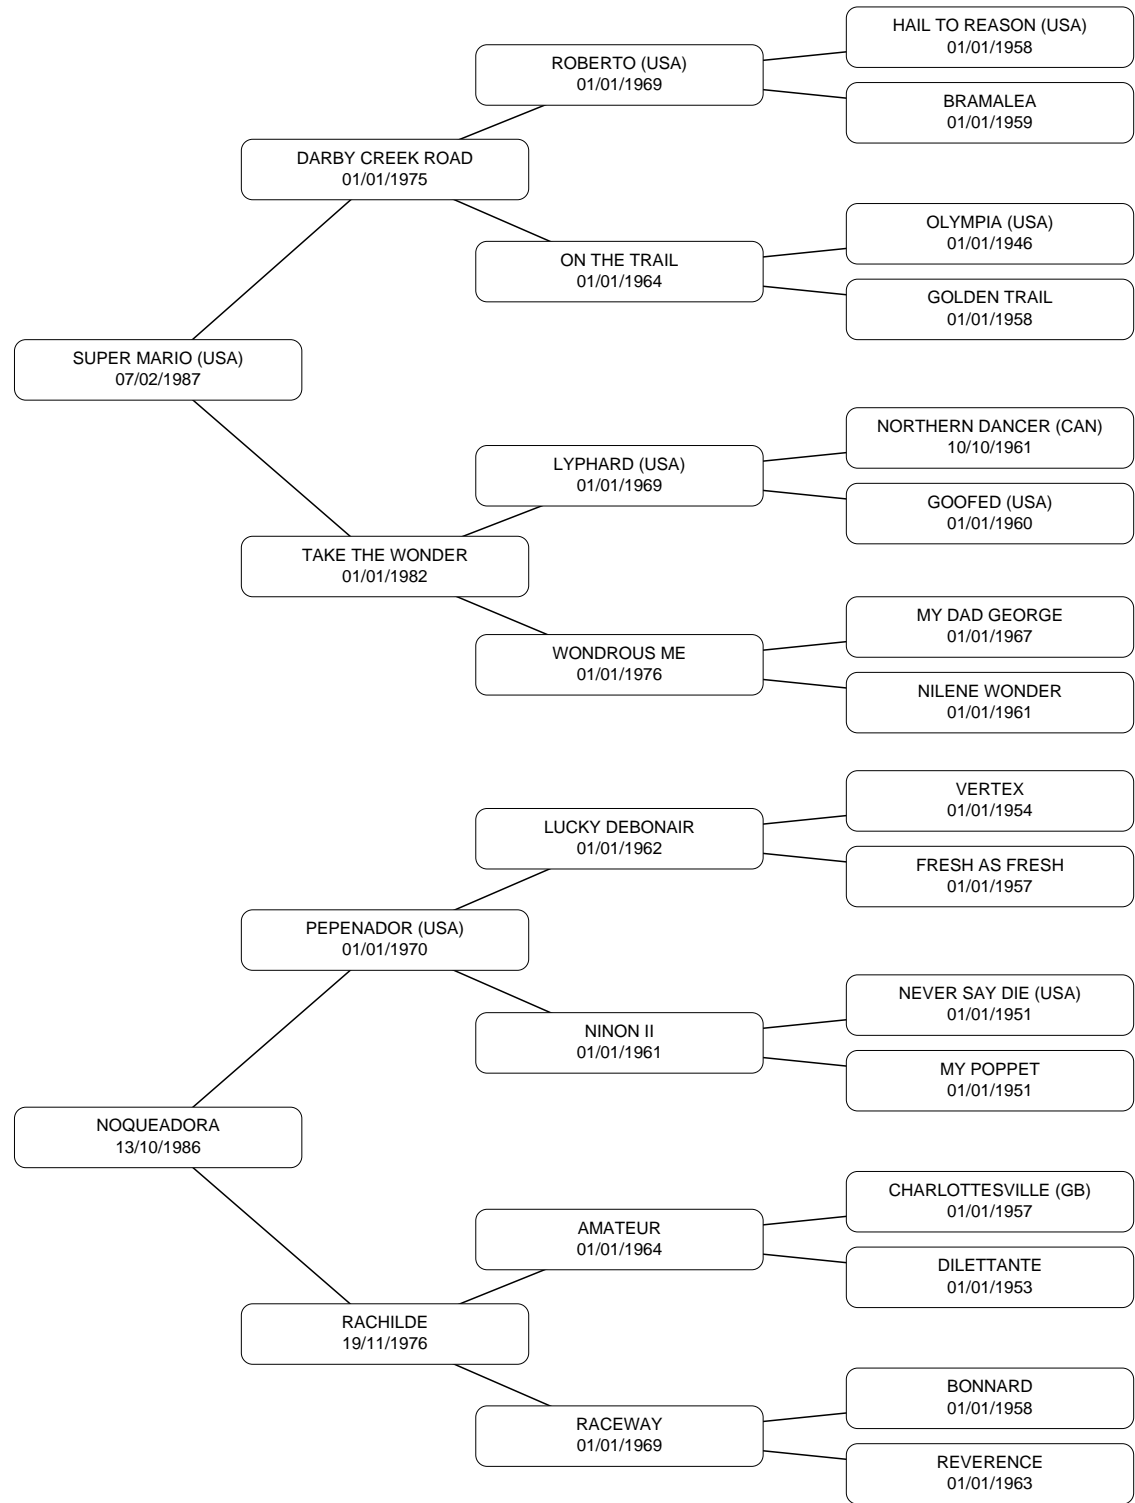 HAIL TO REASON (USA)
01/01/1958
ROBERTO (USA)
01/01/1969
BRAMALEA
01/01/1959
DARBY CREEK ROAD
01/01/1975
OLYMPIA (USA)
01/01/1946
ON THE TRAIL
01/01/1964
GOLDEN TRAIL
01/01/1958
SUPER MARIO (USA)
07/02/1987
NORTHERN DANCER (CAN)
10/10/1961
LYPHARD (USA)
01/01/1969
GOOFED (USA)
01/01/1960
TAKE THE WONDER
01/01/1982
MY DAD GEORGE
01/01/1967
WONDROUS ME
01/01/1976
NILENE WONDER
01/01/1961
VERTEX
01/01/1954
LUCKY DEBONAIR
01/01/1962
FRESH AS FRESH
01/01/1957
PEPENADOR (USA)
01/01/1970
NEVER SAY DIE (USA)
01/01/1951
NINON II
01/01/1961
MY POPPET
01/01/1951
NOQUEADORA
13/10/1986
CHARLOTTESVILLE (GB)
01/01/1957
AMATEUR
01/01/1964
DILETTANTE
01/01/1953
RACHILDE
19/11/1976
BONNARD
01/01/1958
RACEWAY
01/01/1969
REVERENCE
01/01/1963